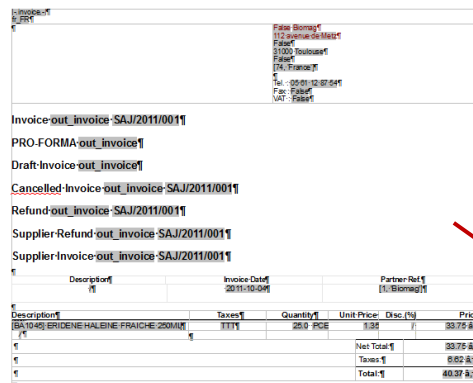 [-.invoice.-]¶
fr_FR¶
False·Biomag¶
112·avenue·de·Metz¶
False¶
31000·Toulouse¶
False¶
[74,·'France']¶
¶
Tel.·:·05-61-12-87-54¶
Fax·:·False¶
VAT·:·False¶
Invoice·out_invoice·SAJ/2011/001¶
PRO-FORMA·out_invoice¶
Draft·Invoice·out_invoice¶
Cancelled·Invoice·out_invoice·SAJ/2011/001¶
Refund·out_invoice·SAJ/2011/001¶
Supplier·Refund·out_invoice·SAJ/2011/001¶
Supplier·Invoice·out_invoice·SAJ/2011/001¶
¶
Description¶ Invoice·Date¶ Partner·Ref.¶
/¶ 2011-10-04¶ [1,·'Biomag']¶
¶
Description¶ Taxes¶ Quantity¶ Unit·Price· Disc.(%) Pric
[BA1045]·ERIDENE·HALEINE·FRAICHE·250ML¶ TTT¶ 25.0·PCE 1.35 /· 33.75
/¶ ¶
¶ Net·Total:¶ 33.75
¶ Taxes:¶ 6.62
¶ Total:¶ 40.37